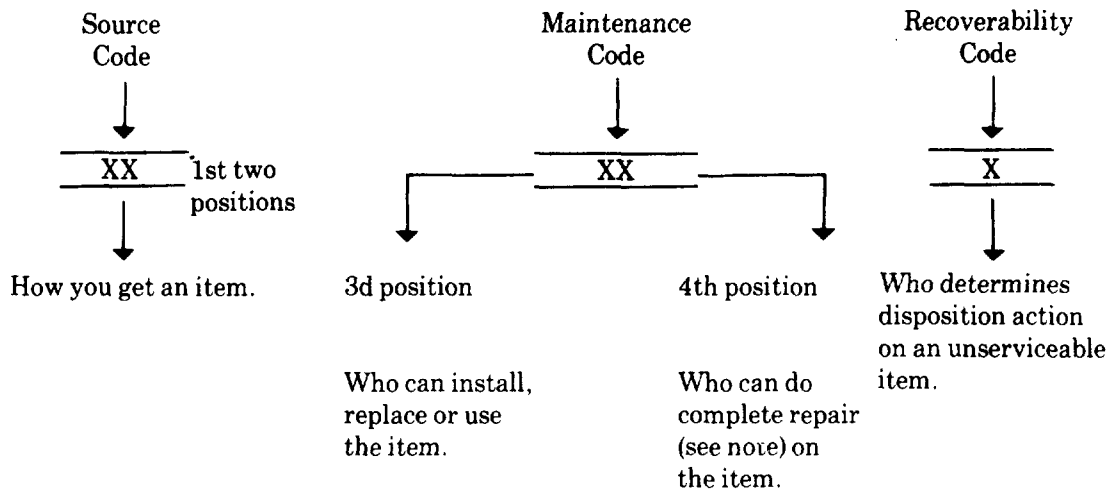 Source
Code
Maintenance
Code
Recoverability
Code
XX
1st two
positions
XX
X
How you get an item.
3d position
4th position
Who determines
disposition action
on an unserviceable
item.
Who can install,
replace or use
the item.
Who can do
complete repair
(see note) on
the item.